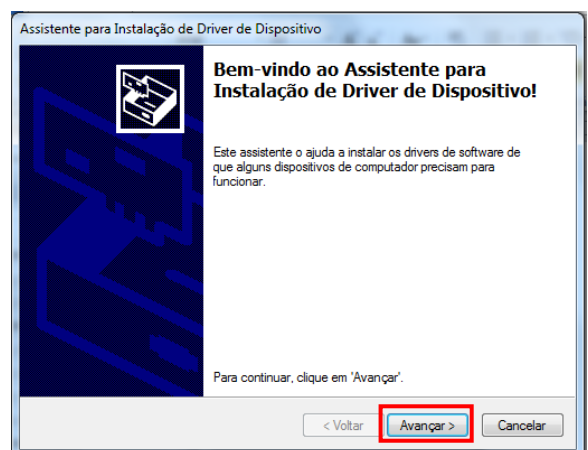 Assistente para Instalação de Driver de Dispositivo
Bem-vindo ao Assistente para
Instalação de Driver de Dispositivo!
Este assistente o ajuda a instalar os drivers de software de
que alguns dispositivos de computador precisam para
funcionar.
Para continuar, clique em 'Avançar'.
< Voltar Avançar > Cancelar